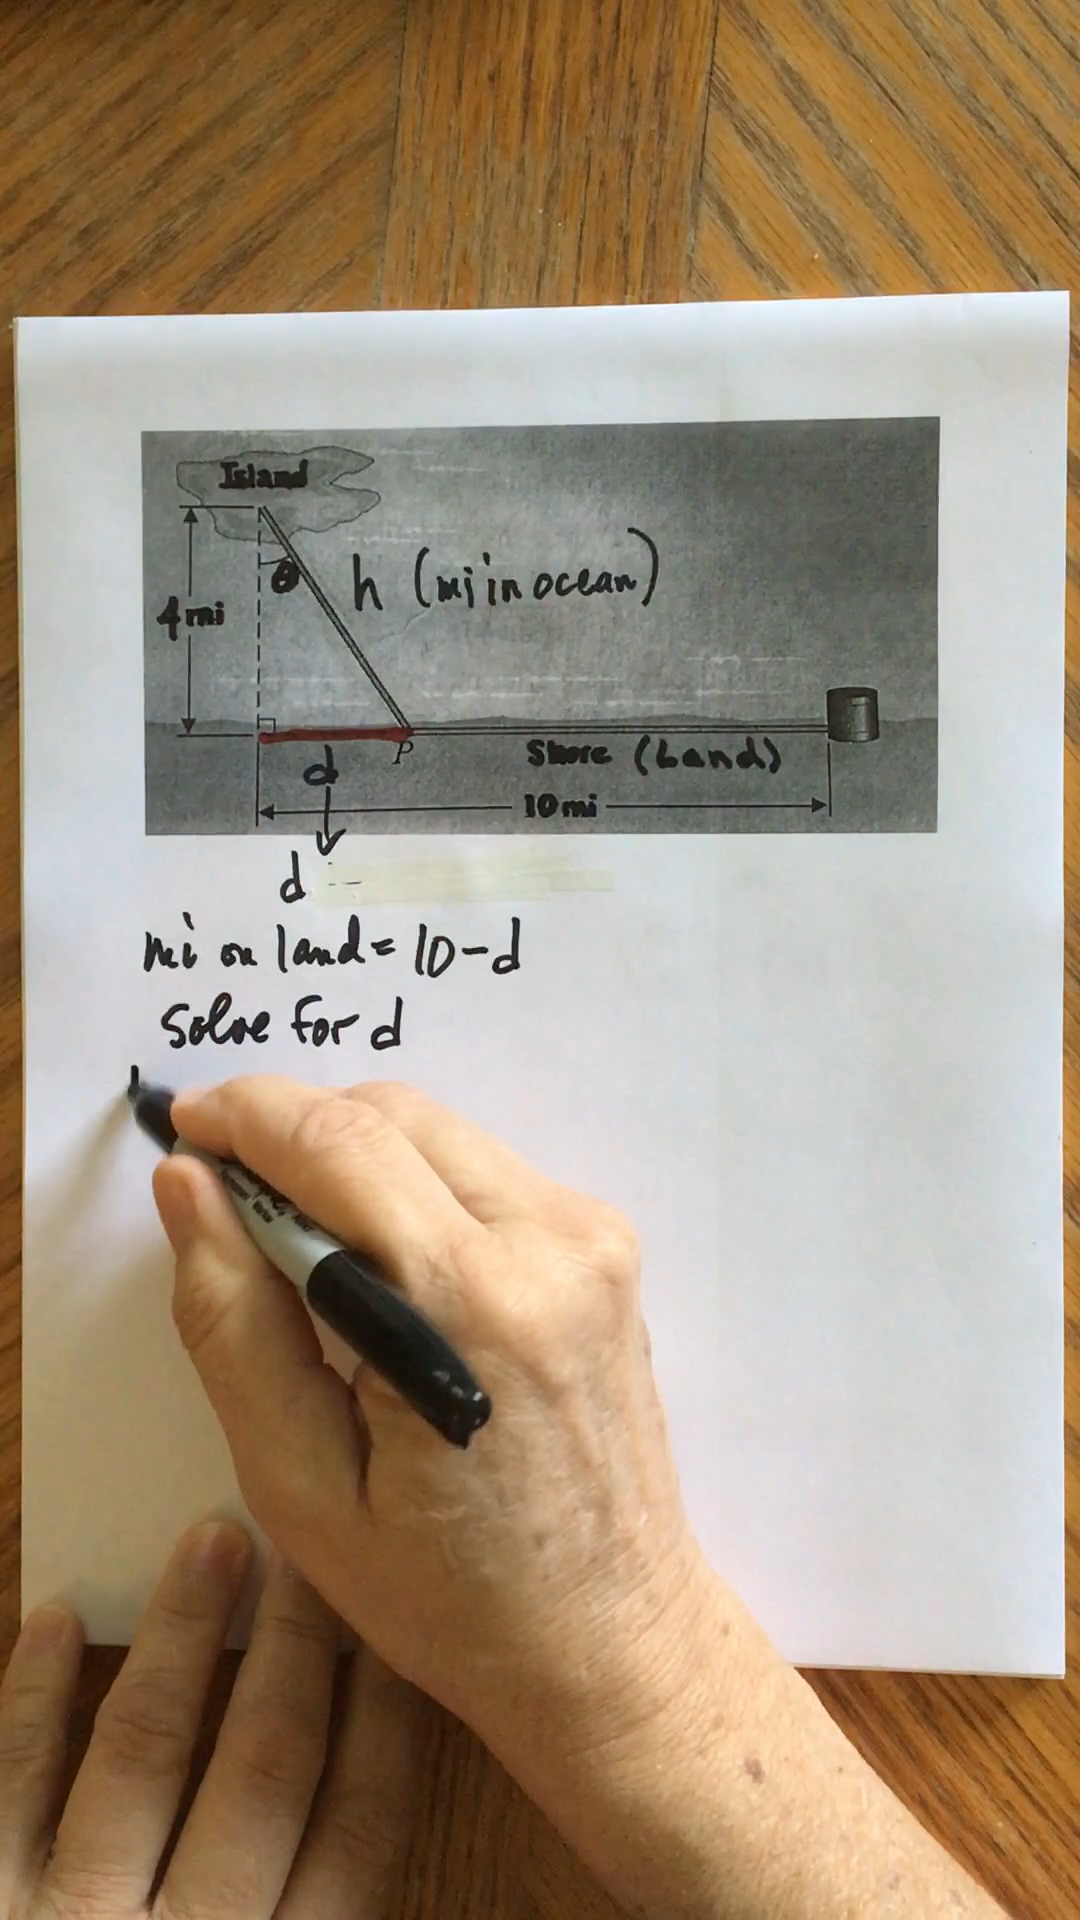 Island
θ
h (mi in ocean)
4 mi
P
d
Shore (Land)
10 mi
d =
mi on land = 10 - d
Solve for d